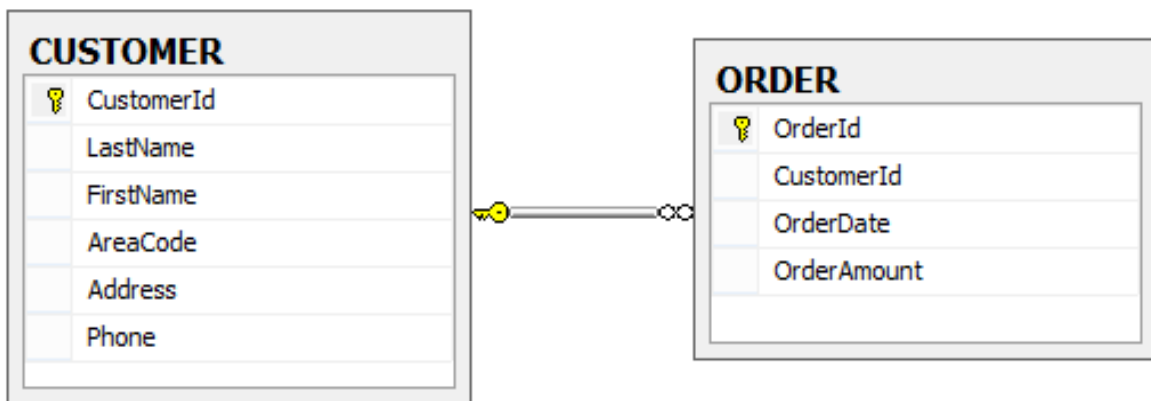 CUSTOMER
CustomerId
LastName
FirstName
AreaCode
Address
Phone
ORDER
OrderId
CustomerId
OrderDate
OrderAmount